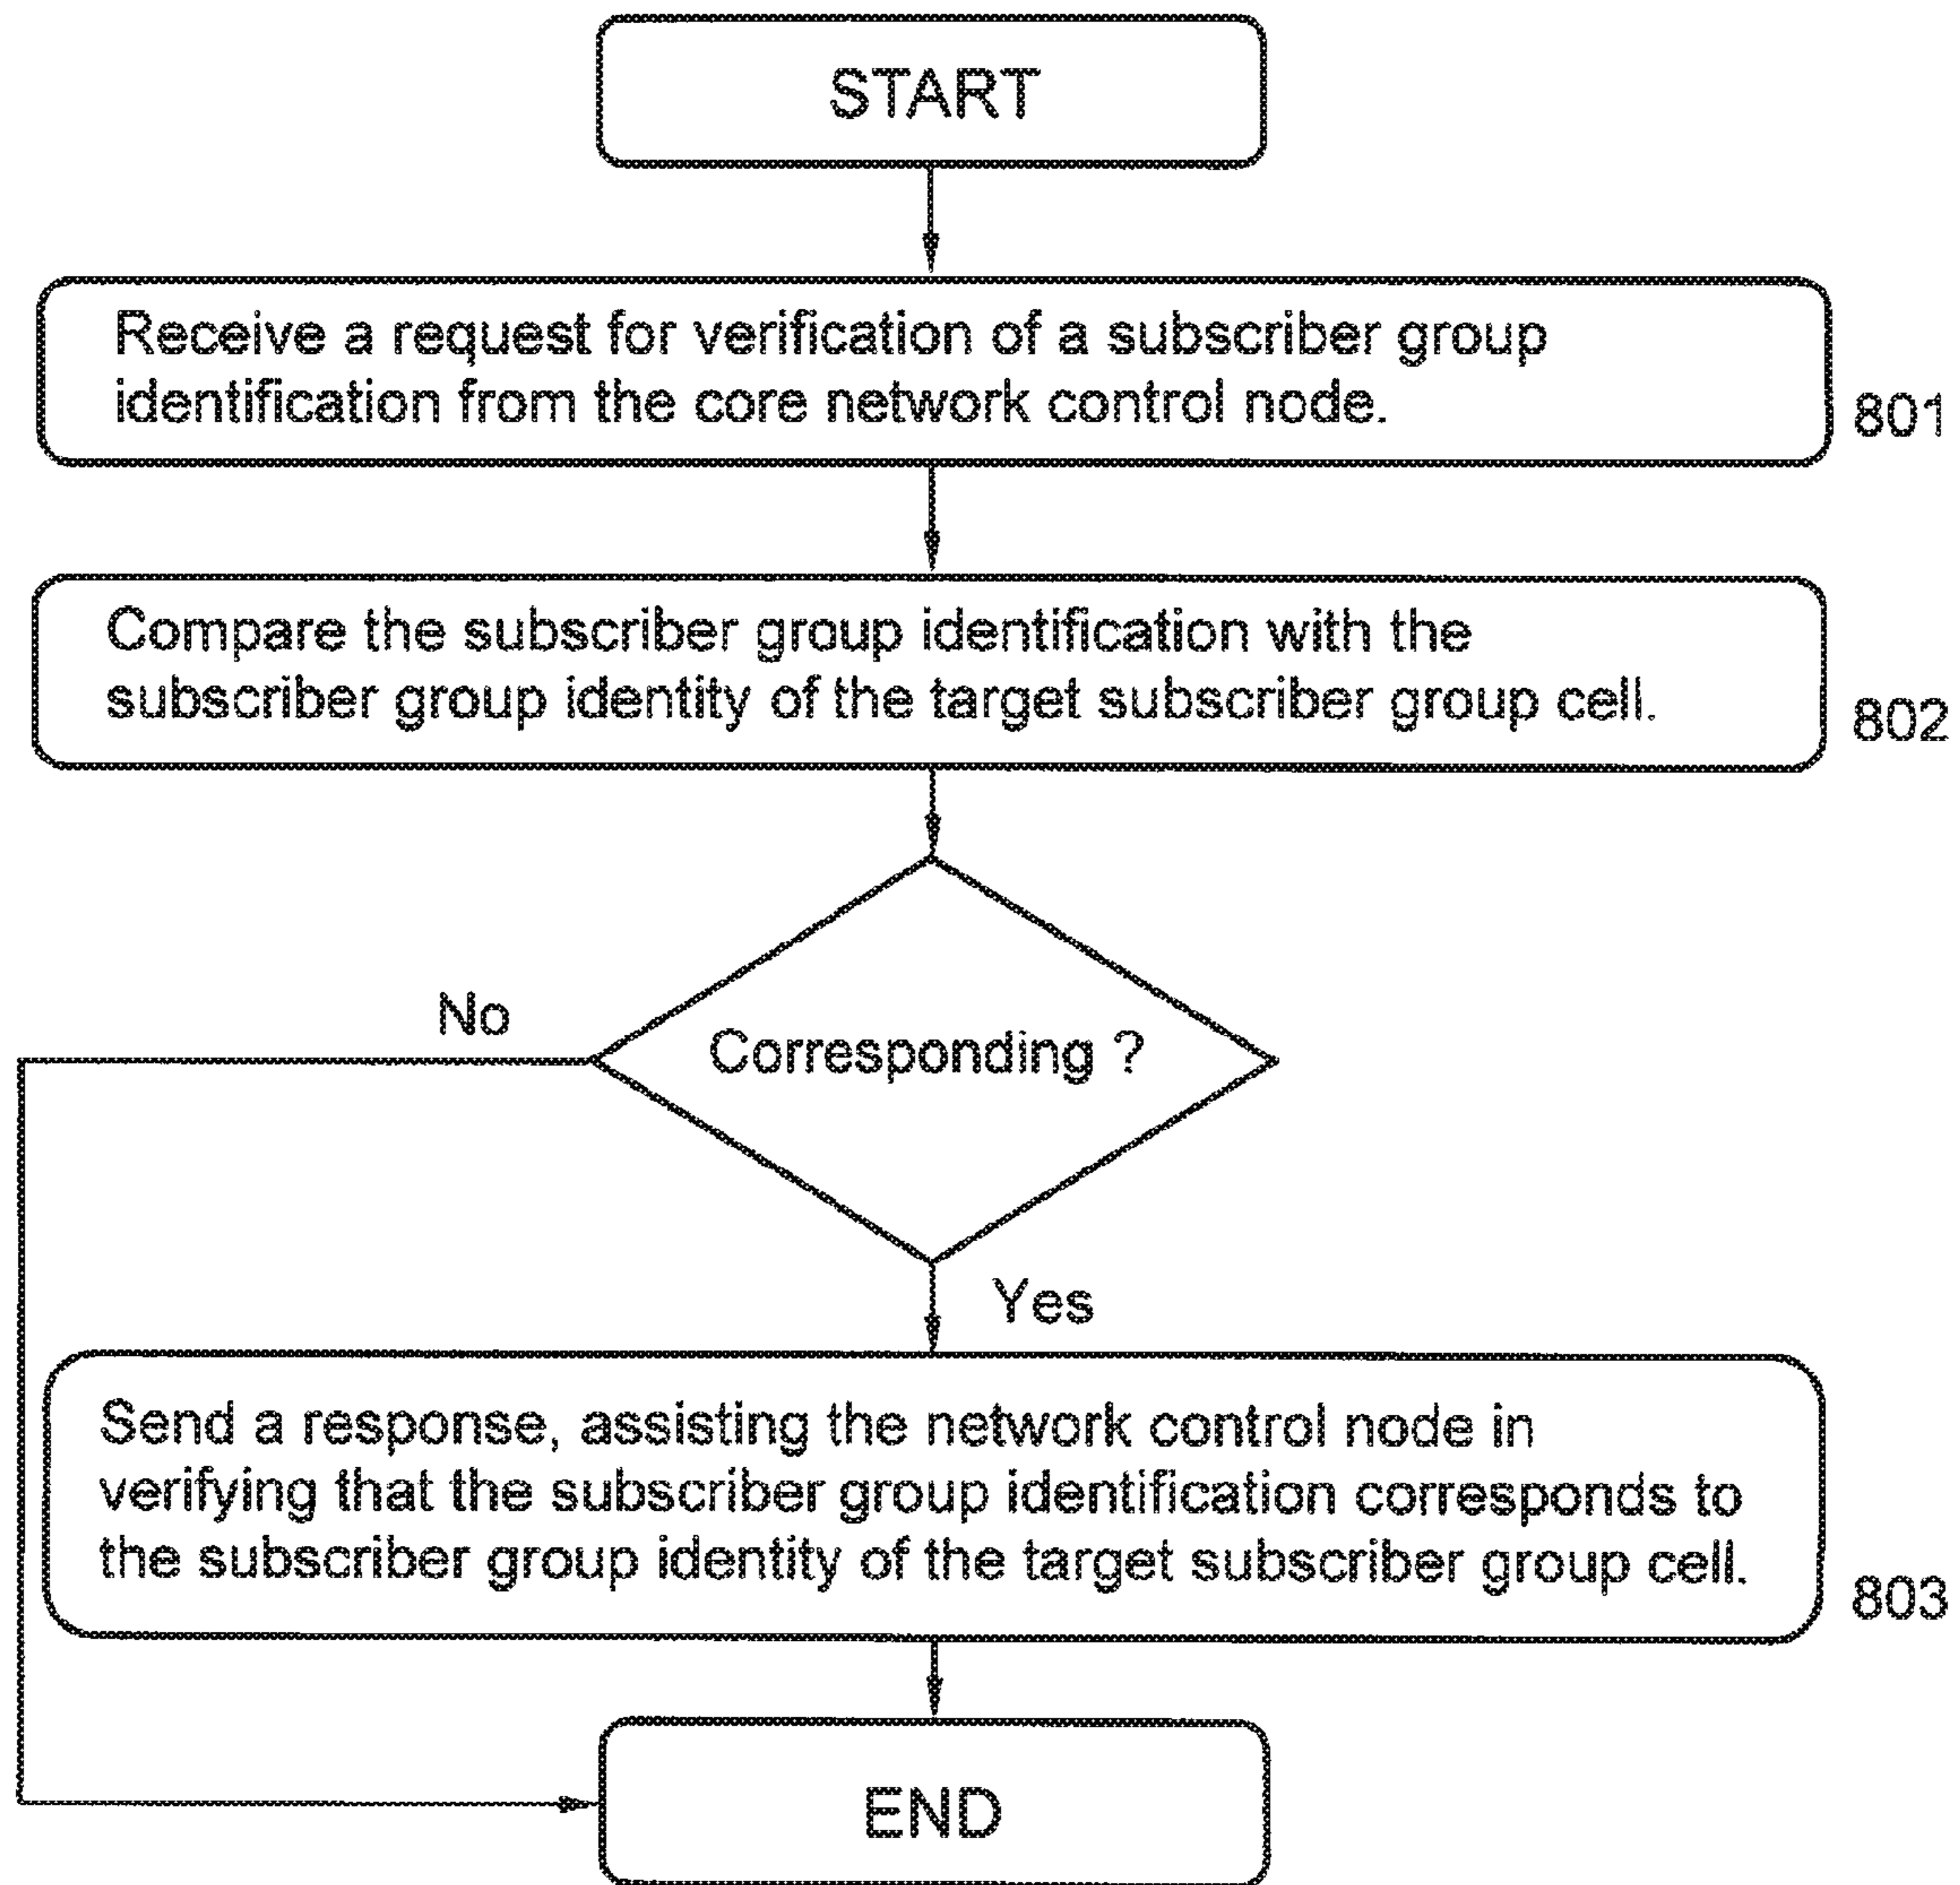 START
Receive a request for verification of a subscriber group
identification from the core network control node.
801
Compare the subscriber group identification with the
subscriber group identity of the target subscriber group cell.
802
No
Corresponding ?
Yes
Send a response, assisting the network control node in
verifying that the subscriber group identification corresponds to
the subscriber group identity of the target subscriber group cell.
803
END